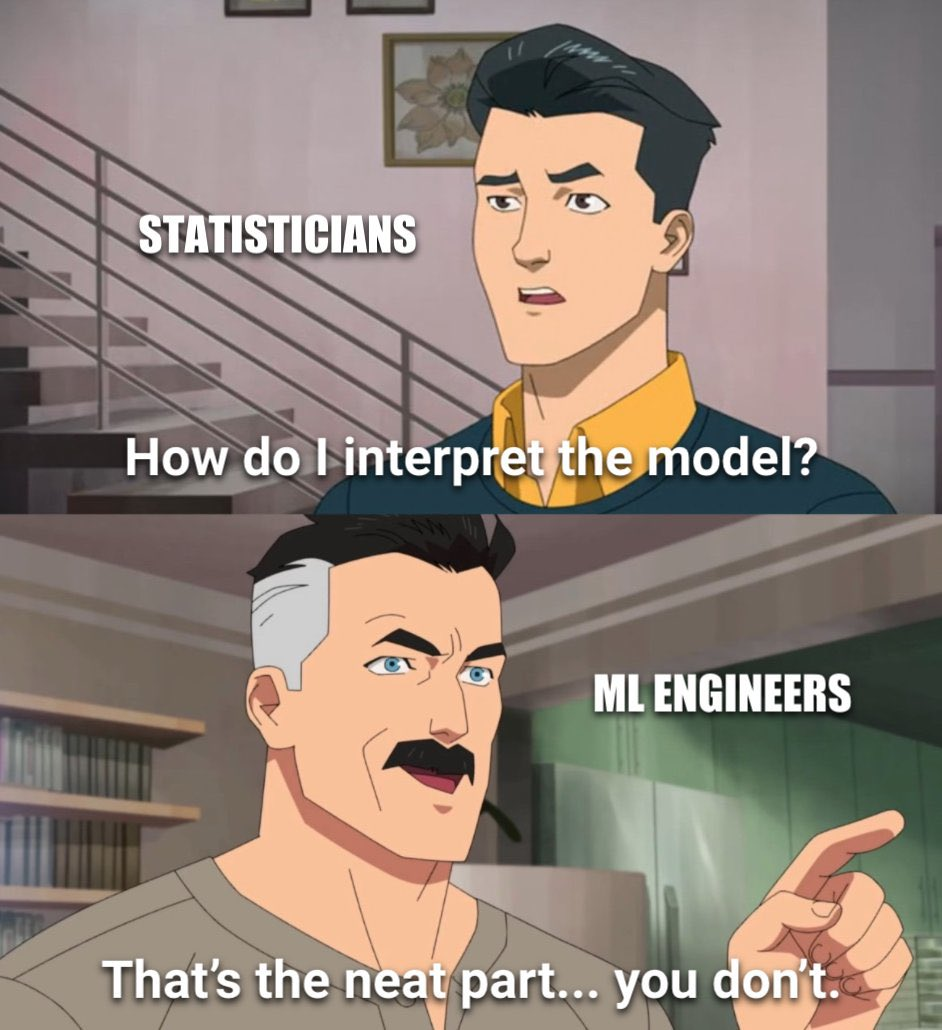 STATISTICIANS
How do I interpret the model?
ML ENGINEERS
That's the neat part... you don't.